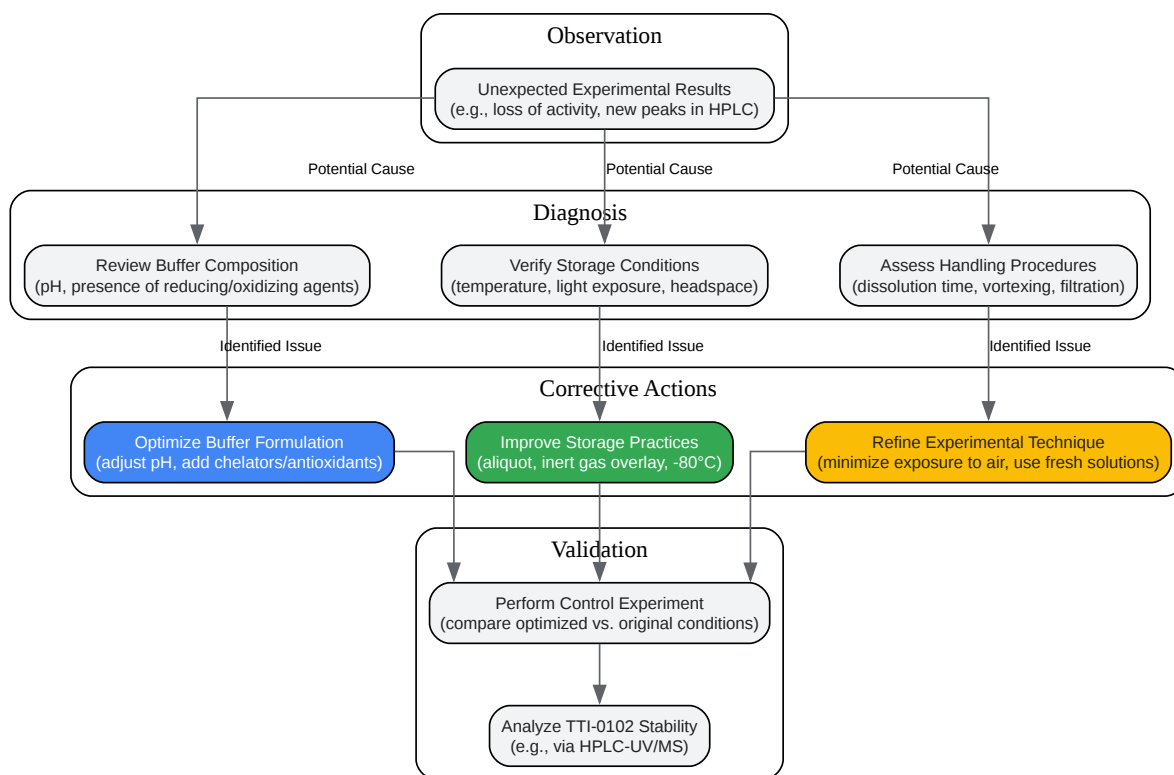 Observation
Unexpected Experimental Results
(e.g., loss of activity, new peaks in HPLC)
Potential Cause
Potential Cause
Potential Cause
Diagnosis
Review Buffer Composition
(pH, presence of reducing/oxidizing agents)
Verify Storage Conditions
(temperature, light exposure, headspace)
Assess Handling Procedures
(dissolution time, vortexing, filtration)
Identified Issue
Identified Issue
Identified Issue
Corrective Actions
Optimize Buffer Formulation
(adjust pH, add chelators/antioxidants)
Improve Storage Practices
(aliquot, inert gas overlay, -80°C)
Refine Experimental Technique
(minimize exposure to air, use fresh solutions)
Validation
Perform Control Experiment
(compare optimized vs. original conditions)
Analyze TTI-0102 Stability
(e.g., via HPLC-UV/MS)